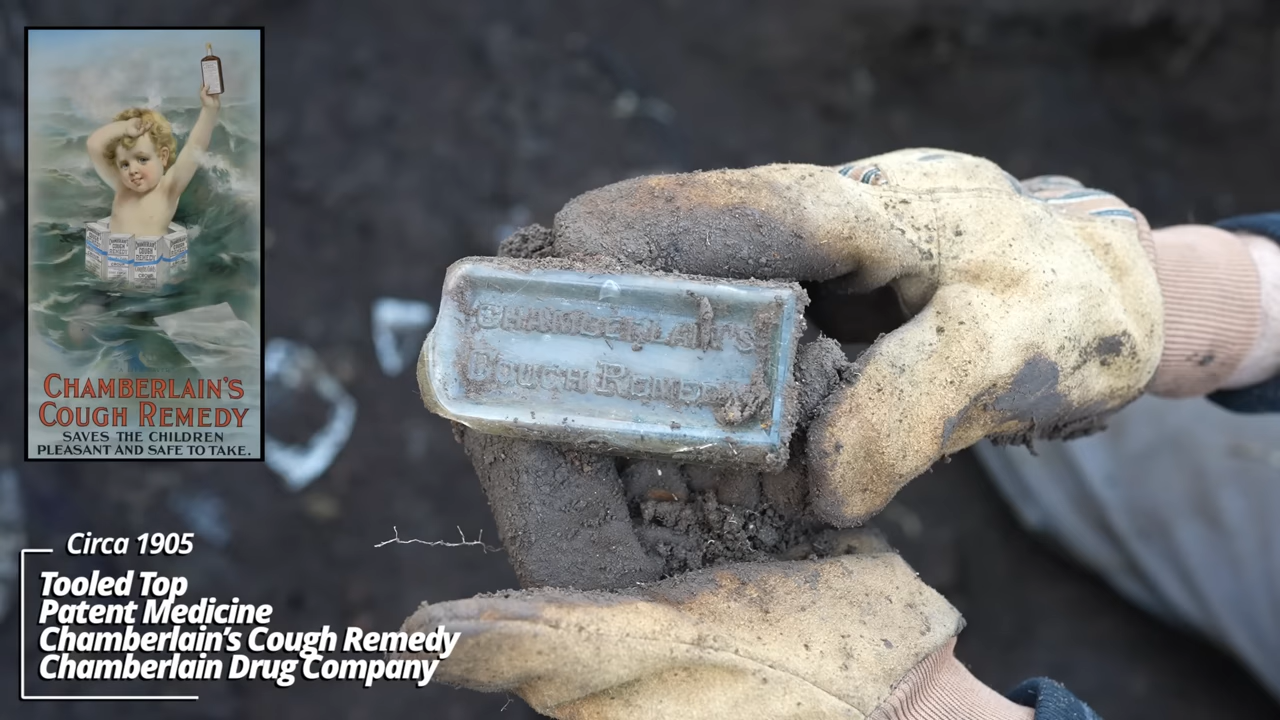 CHAMBERLAIN'S
COUGH REMEDY
SAVES THE CHILDREN
PLEASANT AND SAFE TO TAKE.
CHAMBERLAIN'S
COUGH REMEDY
Circa 1905
Tooled Top
Patent Medicine
Chamberlain's Cough Remedy
Chamberlain Drug Company